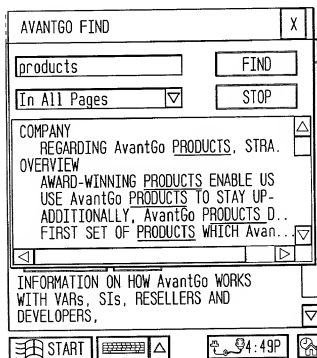 AVANTGO FIND X
products FIND
In All Pages STOP
COMPANY
REGARDING AvantGo PRODUCTS, STRA.
OVERVIEW
AWARD-WINNING PRODUCTS ENABLE US
USE AvantGo PRODUCTS TO STAY UP-
ADDITIONALLY, AvantGo PRODUCTS D..
FIRST SET OF PRODUCTS WHICH Avan...
INFORMATION ON HOW AvantGo WORKS
WITH VARs, SIs, RESELLERS AND
DEVELOPERS,
START 4:49P